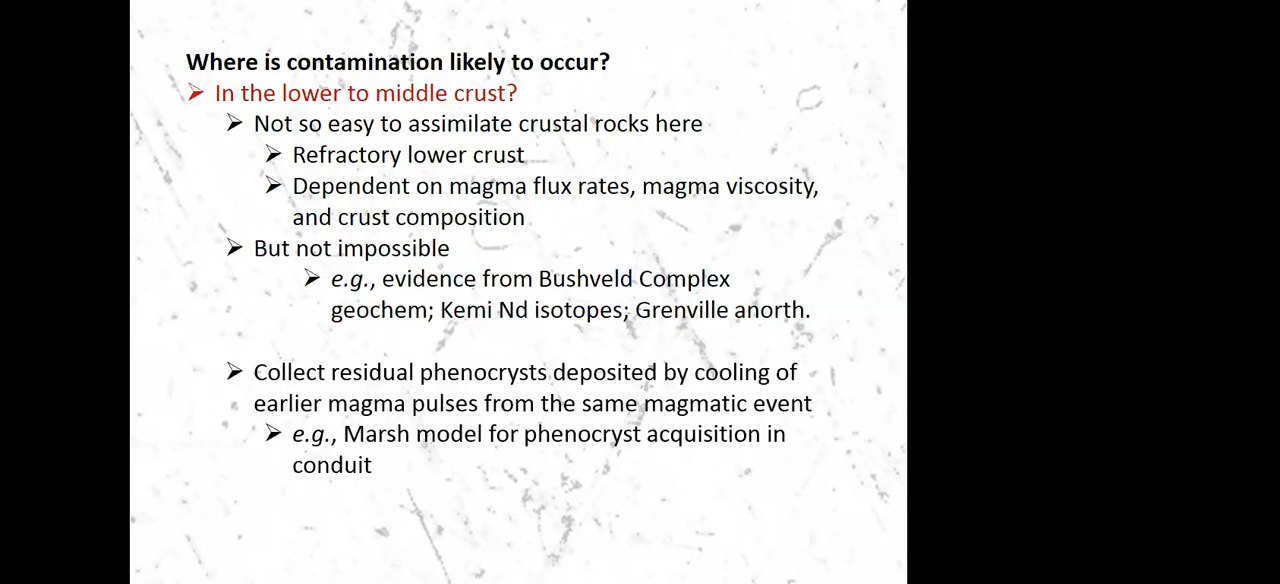 Where is contamination likely to occur?
➢ In the lower to middle crust?
➢ Not so easy to assimilate crustal rocks here
➢ Refractory lower crust
➢ Dependent on magma flux rates, magma viscosity,
and crust composition
➢ But not impossible
➢ e.g., evidence from Bushveld Complex
geochem; Kemi Nd isotopes; Grenville anorth.
➢ Collect residual phenocrysts deposited by cooling of
earlier magma pulses from the same magmatic event
➢ e.g., Marsh model for phenocryst acquisition in
conduit